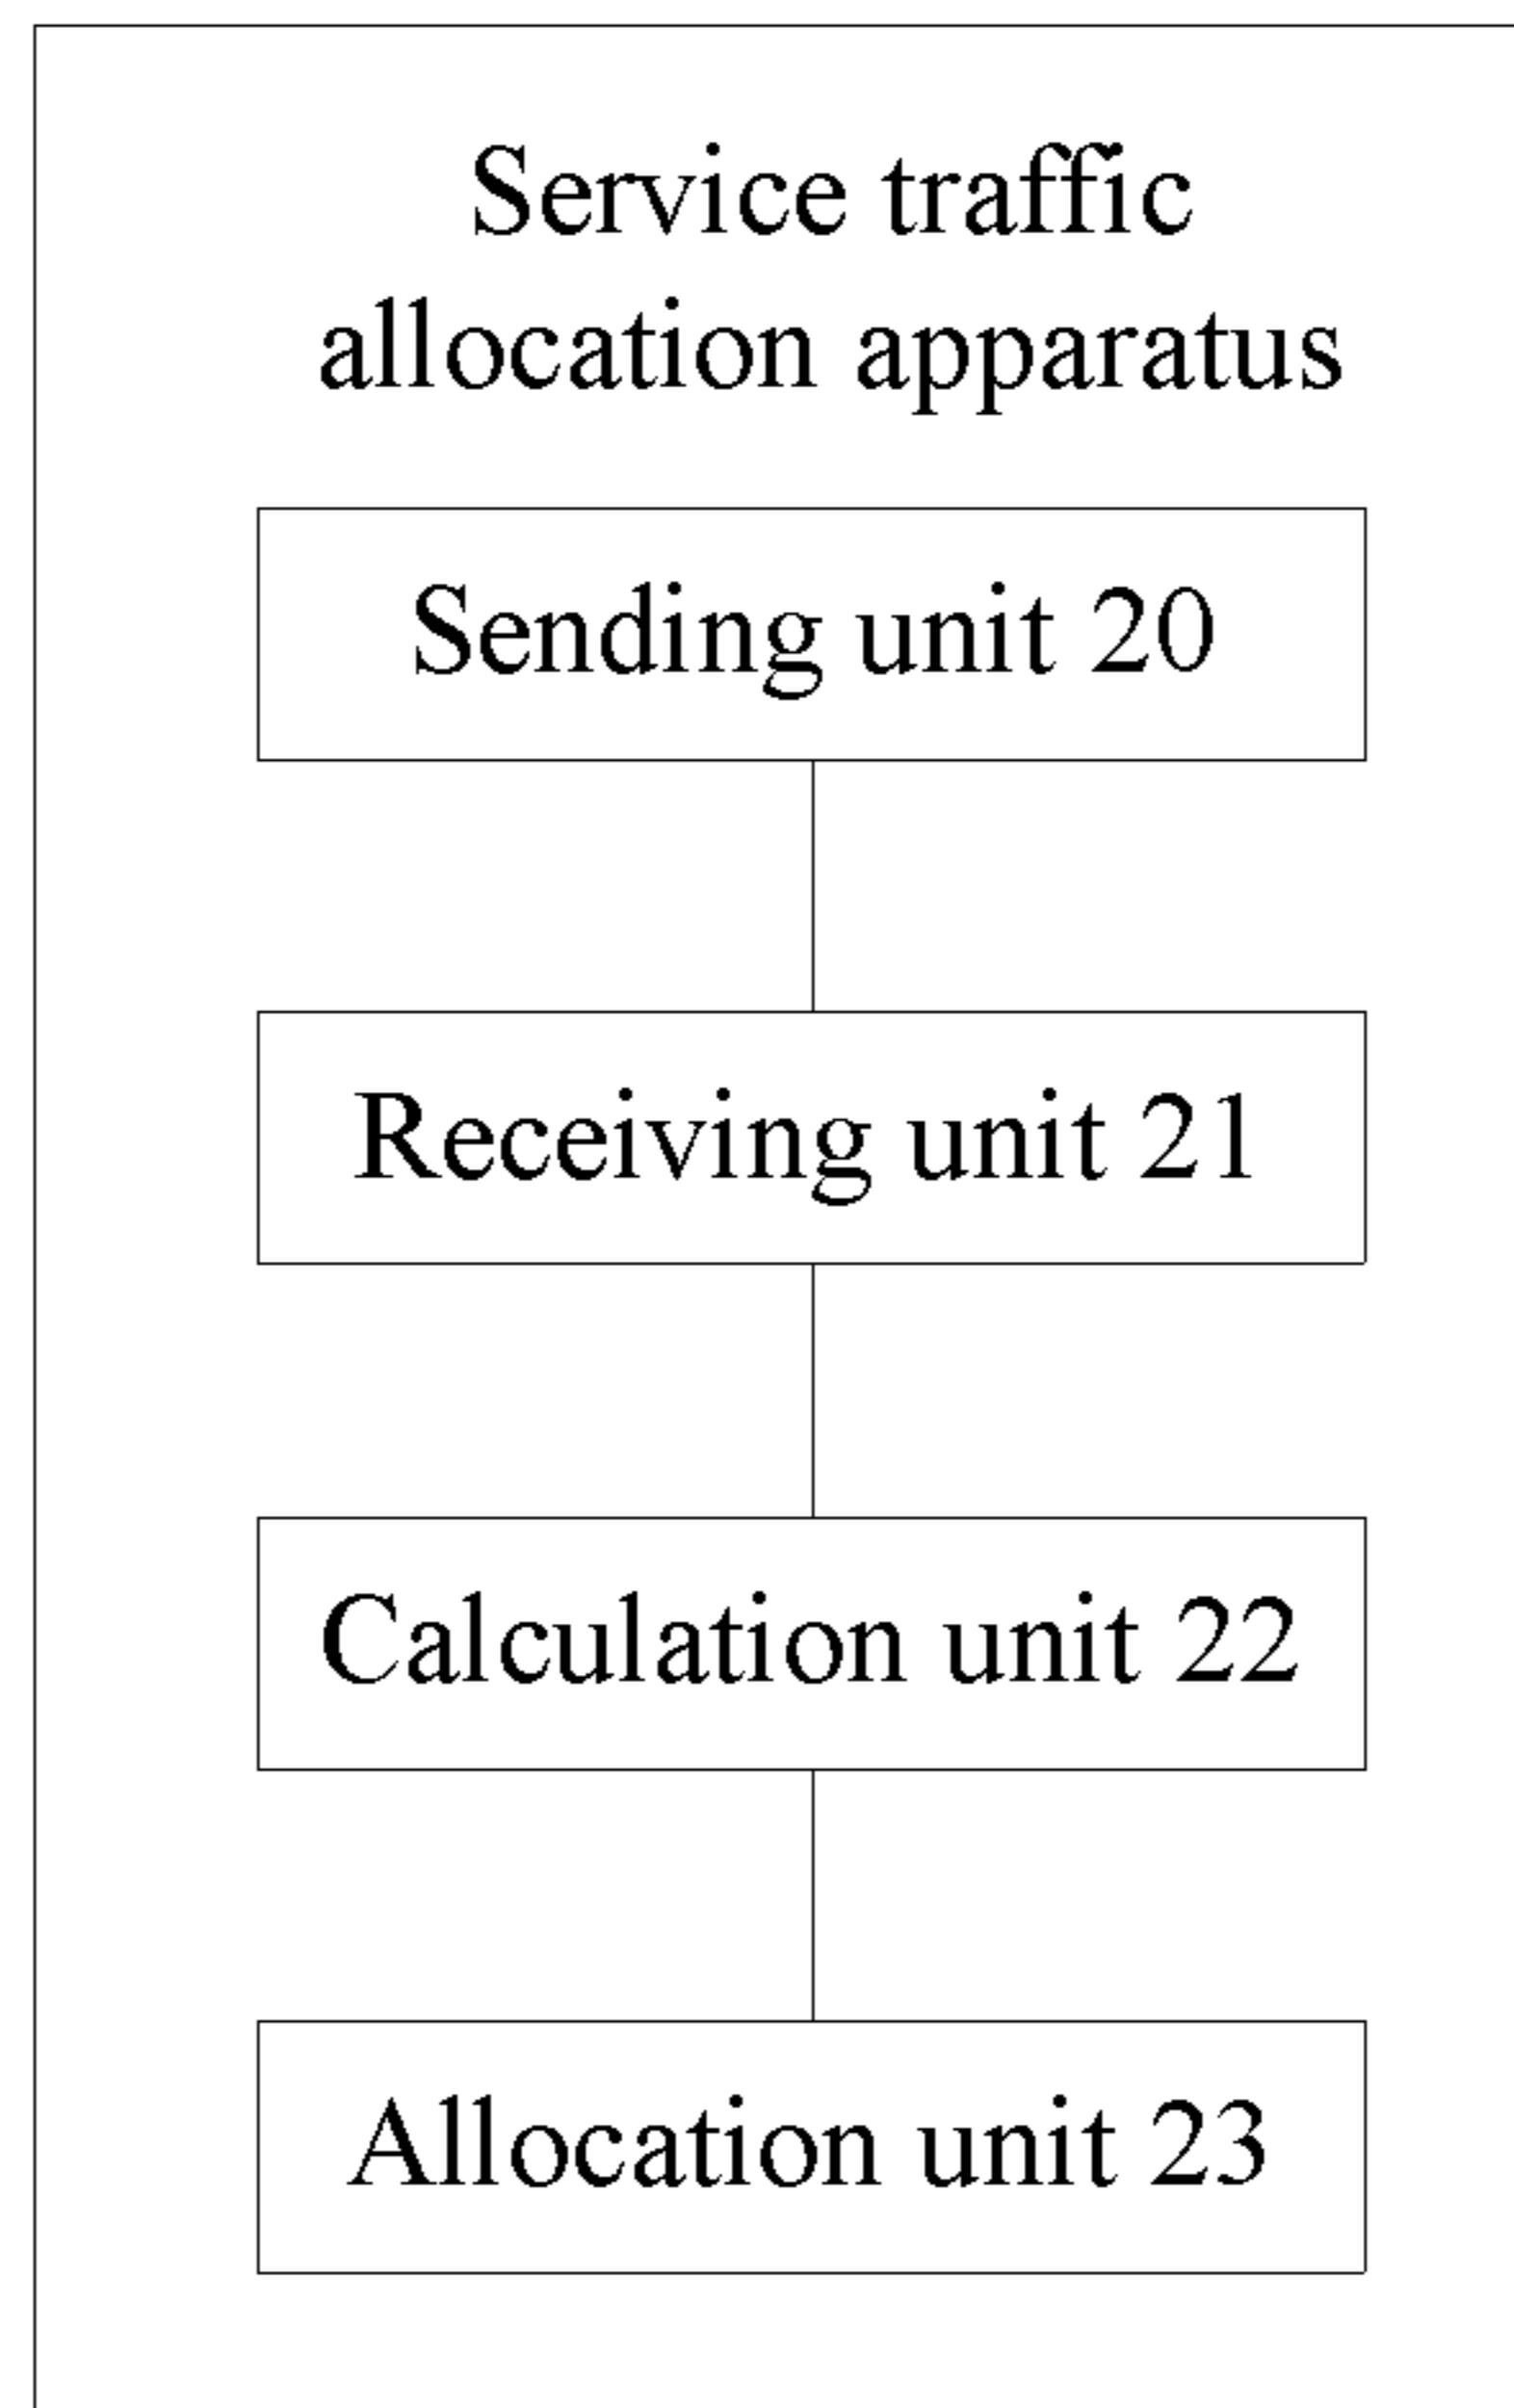 Service traffic
allocation apparatus
Sending unit 20
Receiving unit 21
Calculation unit 22
Allocation unit 23